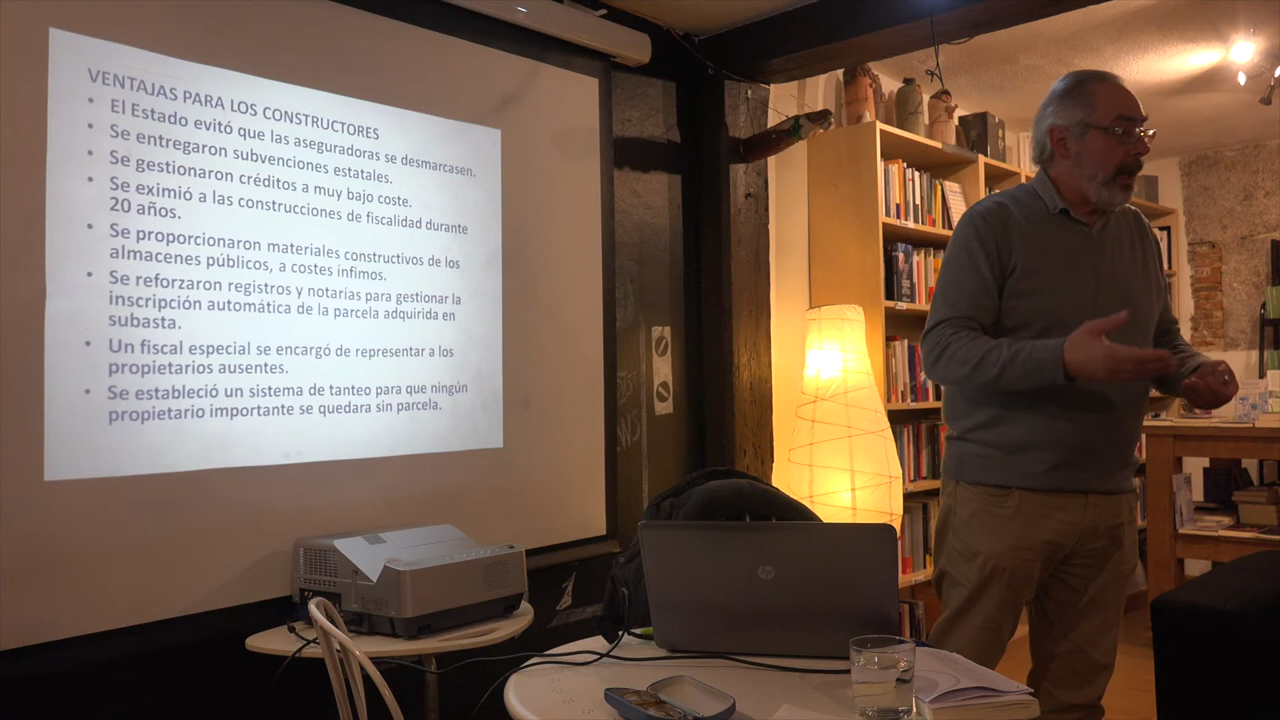 VENTAJAS PARA LOS CONSTRUCTORES
• El Estado evitó que las aseguradoras se desmarcasen.
• Se entregaron subvenciones estatales.
• Se gestionaron créditos a muy bajo coste.
• Se eximió a las construcciones de fiscalidad durante
20 años.
• Se proporcionaron materiales constructivos de los
almacenes públicos, a costes ínfimos.
• Se reforzaron registros y notarías para gestionar la
inscripción automática de la parcela adquirida en
subasta.
• Un fiscal especial se encargó de representar a los
propietarios ausentes.
• Se estableció un sistema de tanteo para que ningún
propietario importante se quedara sin parcela.
hp